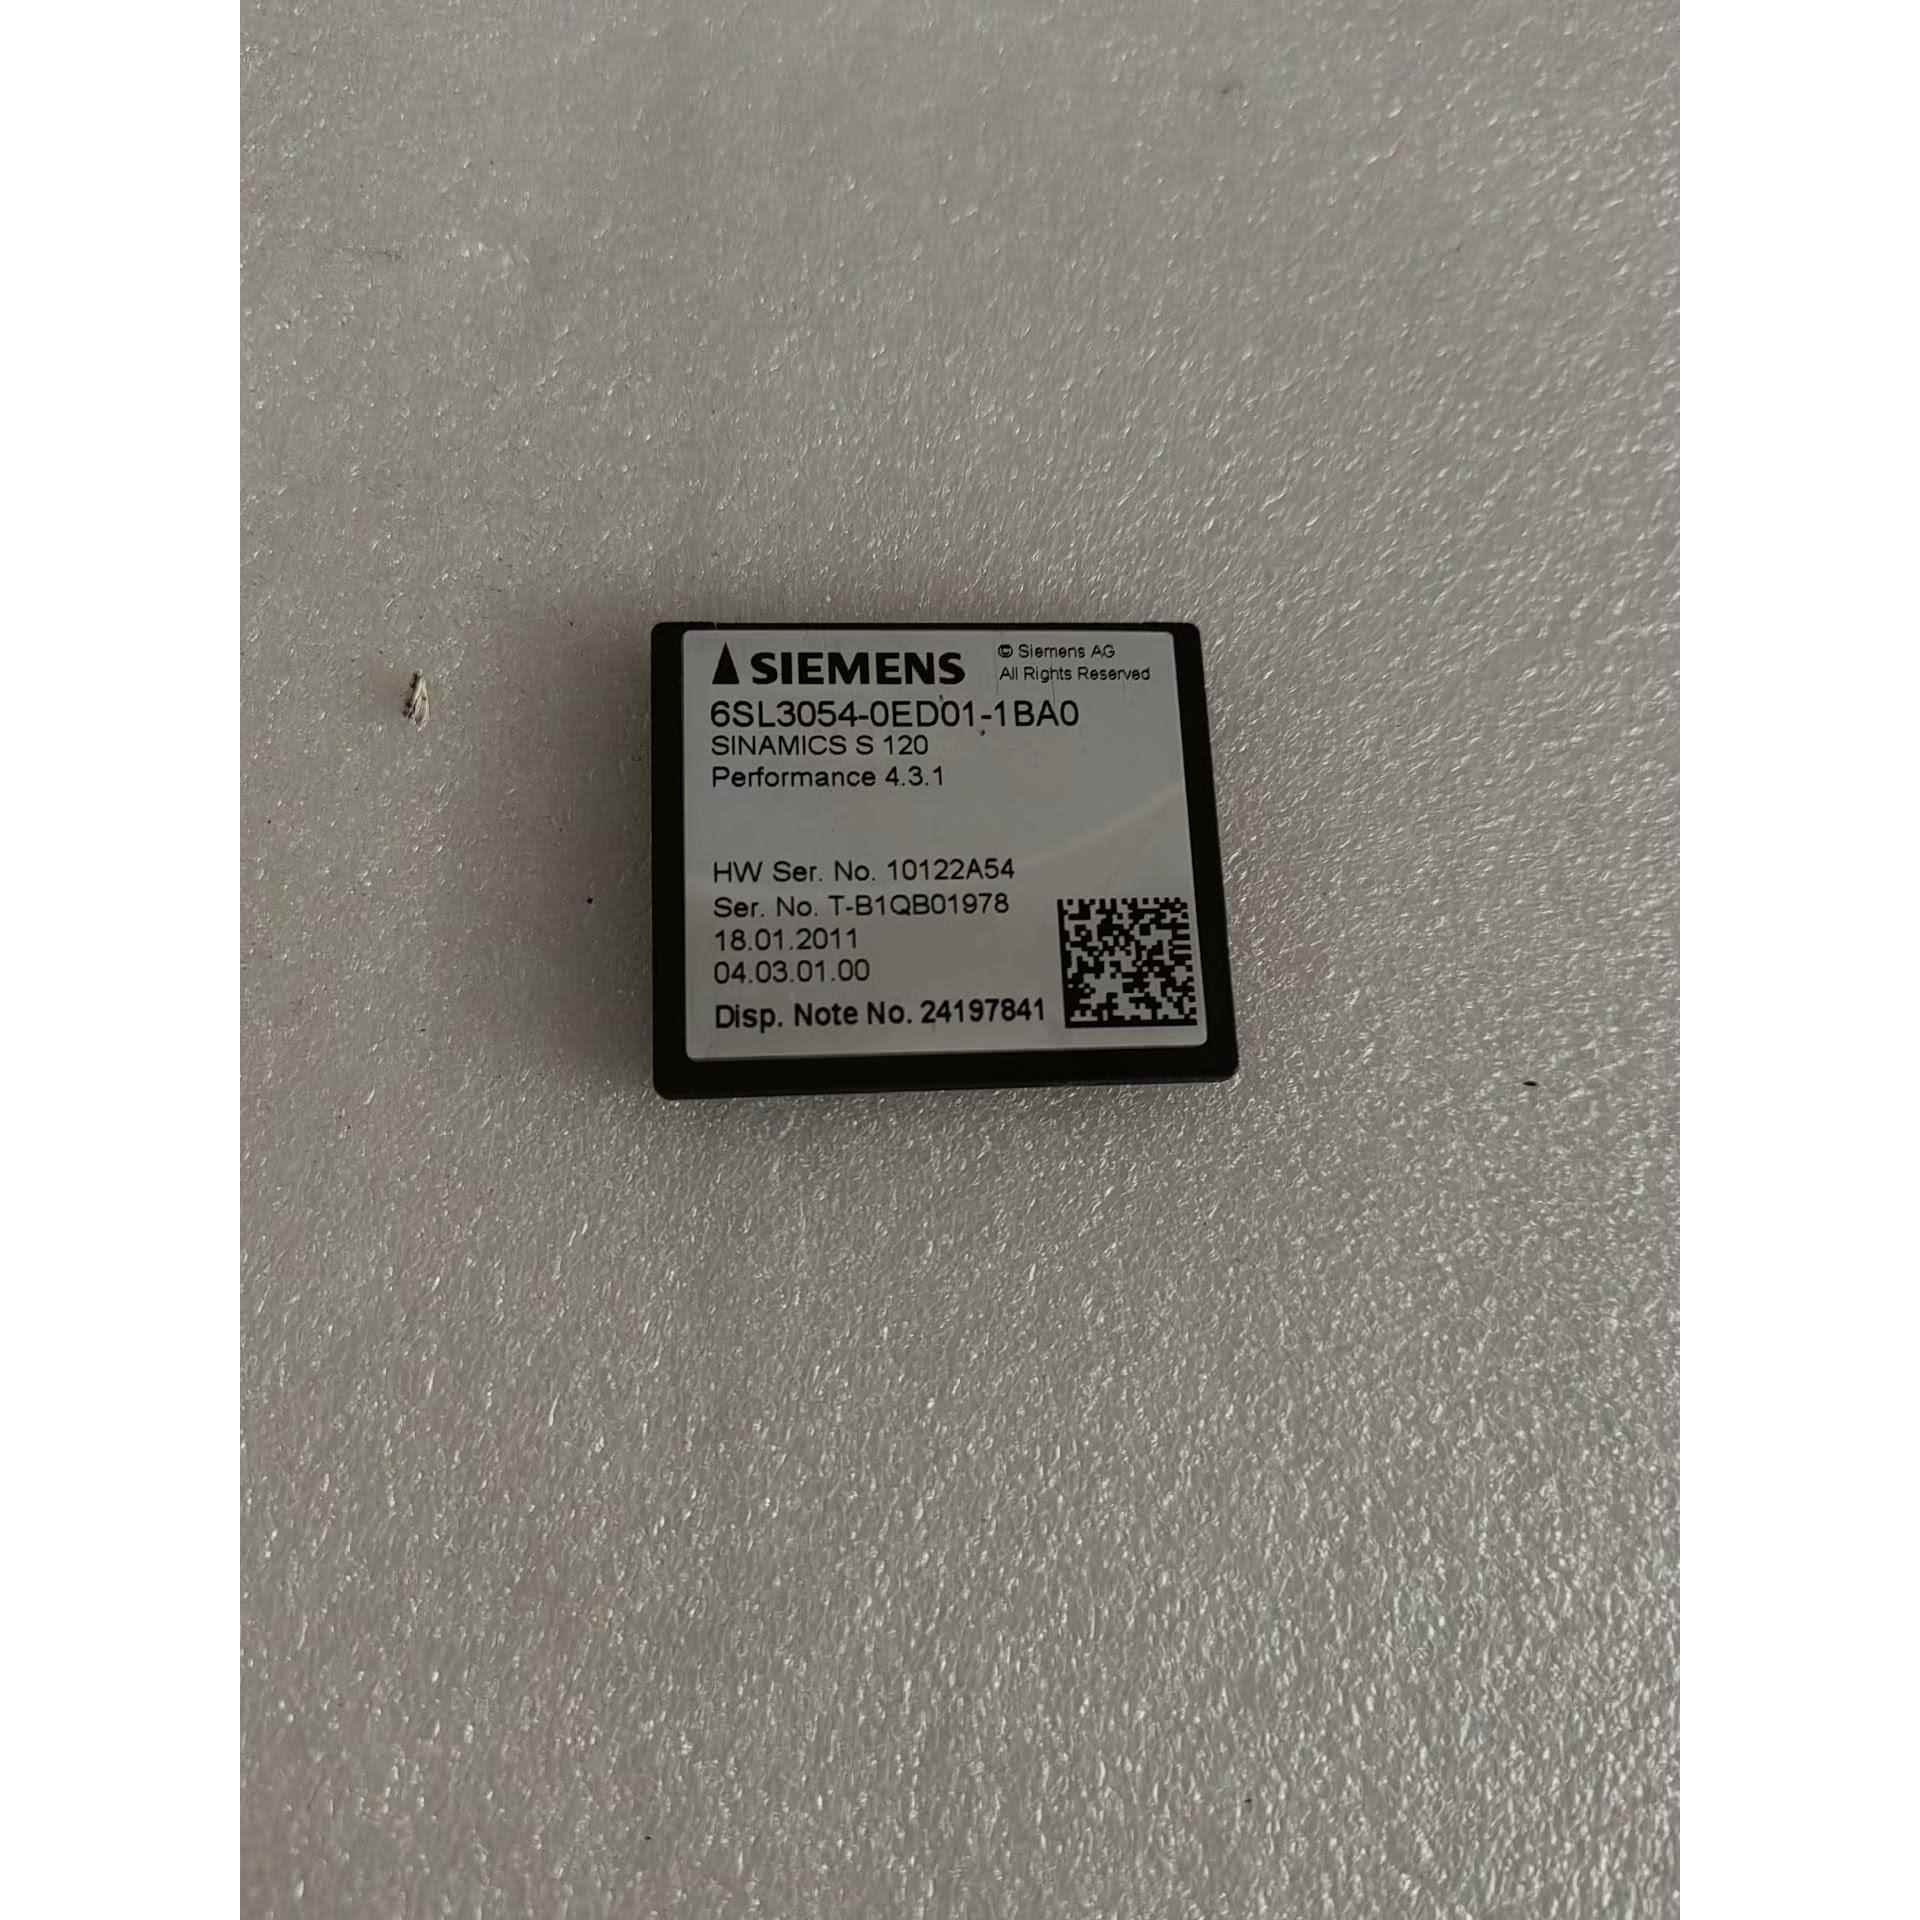 SIEMENS
© Siemens AG
All Rights Reserved
6SL3054-0ED01-1BA0
SINAMICS S 120
Performance 4.3.1
HW Ser. No. 10122A54
Ser. No. T-B1QB01978
18.01.2011
04.03.01.00
Disp. Note No. 24197841